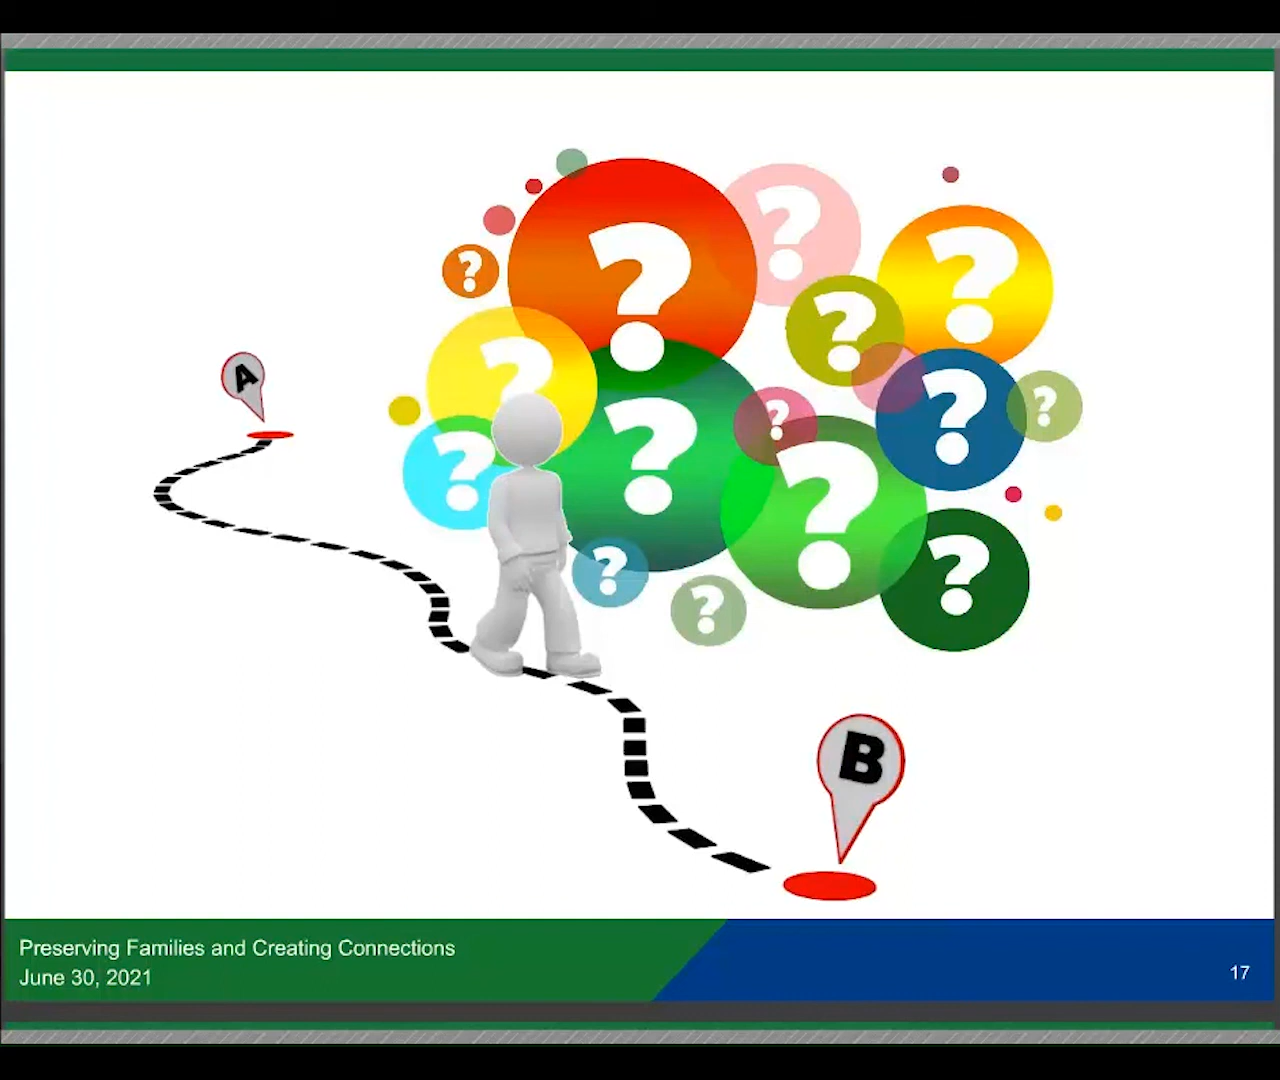 ? ?
? ?
?
?
A
? ? ? ?
? ?
?
? ?
?
B
Preserving Families and Creating Connections
June 30, 2021
17